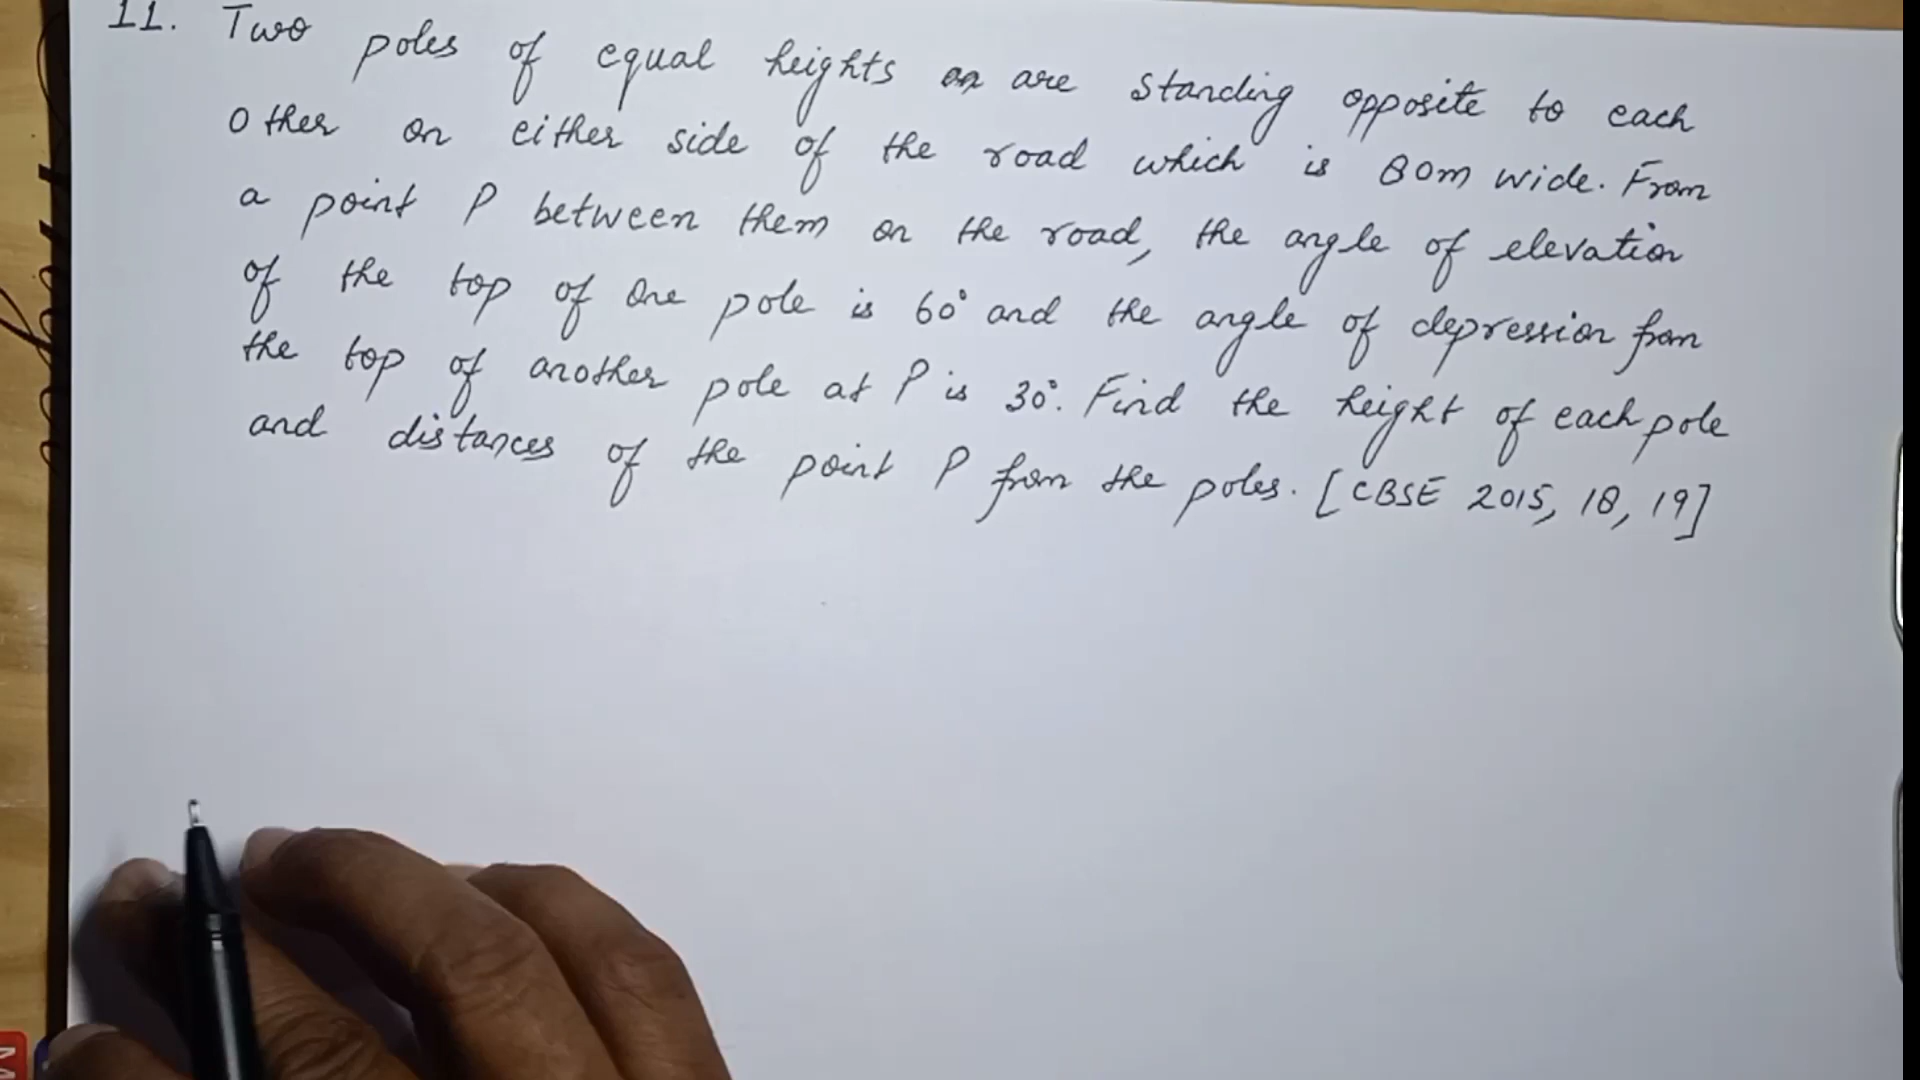 11. Two poles of equal heights are standing opposite to each
other on either side of the road which is 80m wide. From
a point P between them on the road, the angle of elevation
of the top of one pole is 60° and the angle of depression from
the top of another pole at P is 30°. Find the height of each pole
and distances of the point P from the poles. [CBSE 2015, 18, 19]